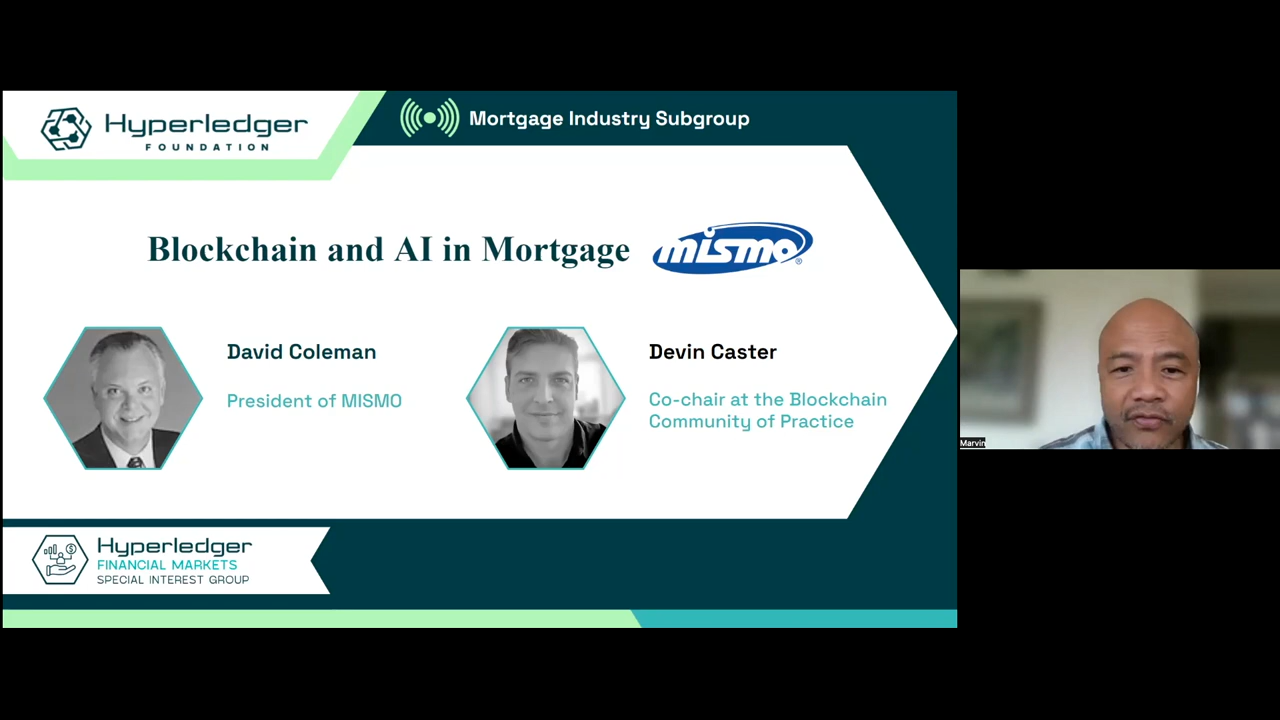 Hyperledger
FOUNDATION
Mortgage Industry Subgroup
Blockchain and AI in Mortgage
mismo®
David Coleman
President of MISMO
Devin Caster
Co-chair at the Blockchain
Community of Practice
Marvin
Hyperledger
FINANCIAL MARKETS
SPECIAL INTEREST GROUP